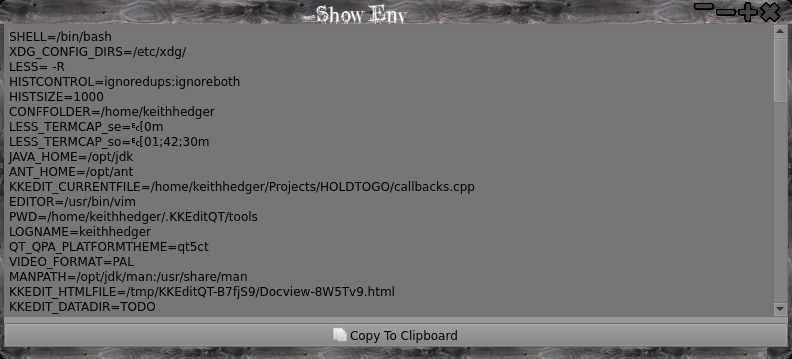 Show Env
SHELL=/bin/bash
XDG_CONFIG_DIRS=/etc/xdg/
LESS= -R
HISTCONTROL=ignoredups:ignoreboth
HISTSIZE=1000
CONFFOLDER=/home/keithhedger
LESS_TERMCAP_se=␛[0m
LESS_TERMCAP_so=␛[01;42;30m
JAVA_HOME=/opt/jdk
ANT_HOME=/opt/ant
KKEDIT_CURRENTFILE=/home/keithhedger/Projects/HOLDTOGO/callbacks.cpp
EDITOR=/usr/bin/vim
PWD=/home/keithhedger/.KKEditQT/tools
LOGNAME=keithhedger
QT_QPA_PLATFORMTHEME=qt5ct
VIDEO_FORMAT=PAL
MANPATH=/opt/jdk/man:/usr/share/man
KKEDIT_HTMLFILE=/tmp/KKEditQT-B7fjS9/Docview-8W5Tv9.html
KKEDIT_DATADIR=TODO
Copy To Clipboard